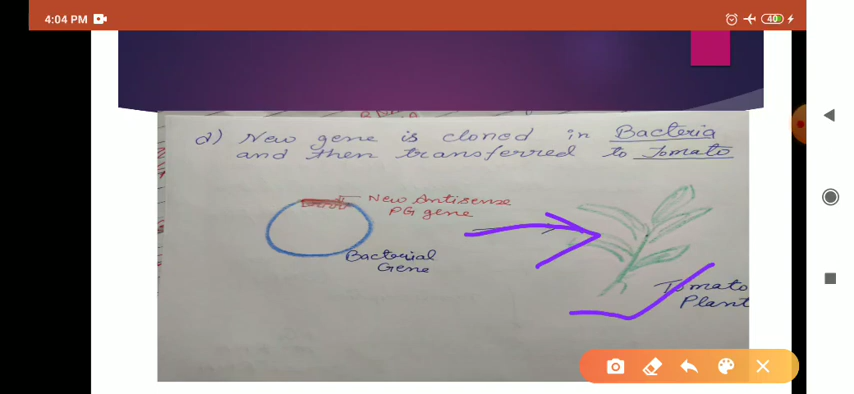 4:04 PM
40
d) New gene is cloned in Bacteria
and then transferred to Tomato
New Antisense
PG gene
Bacterial
Gene
Tomato
Plant